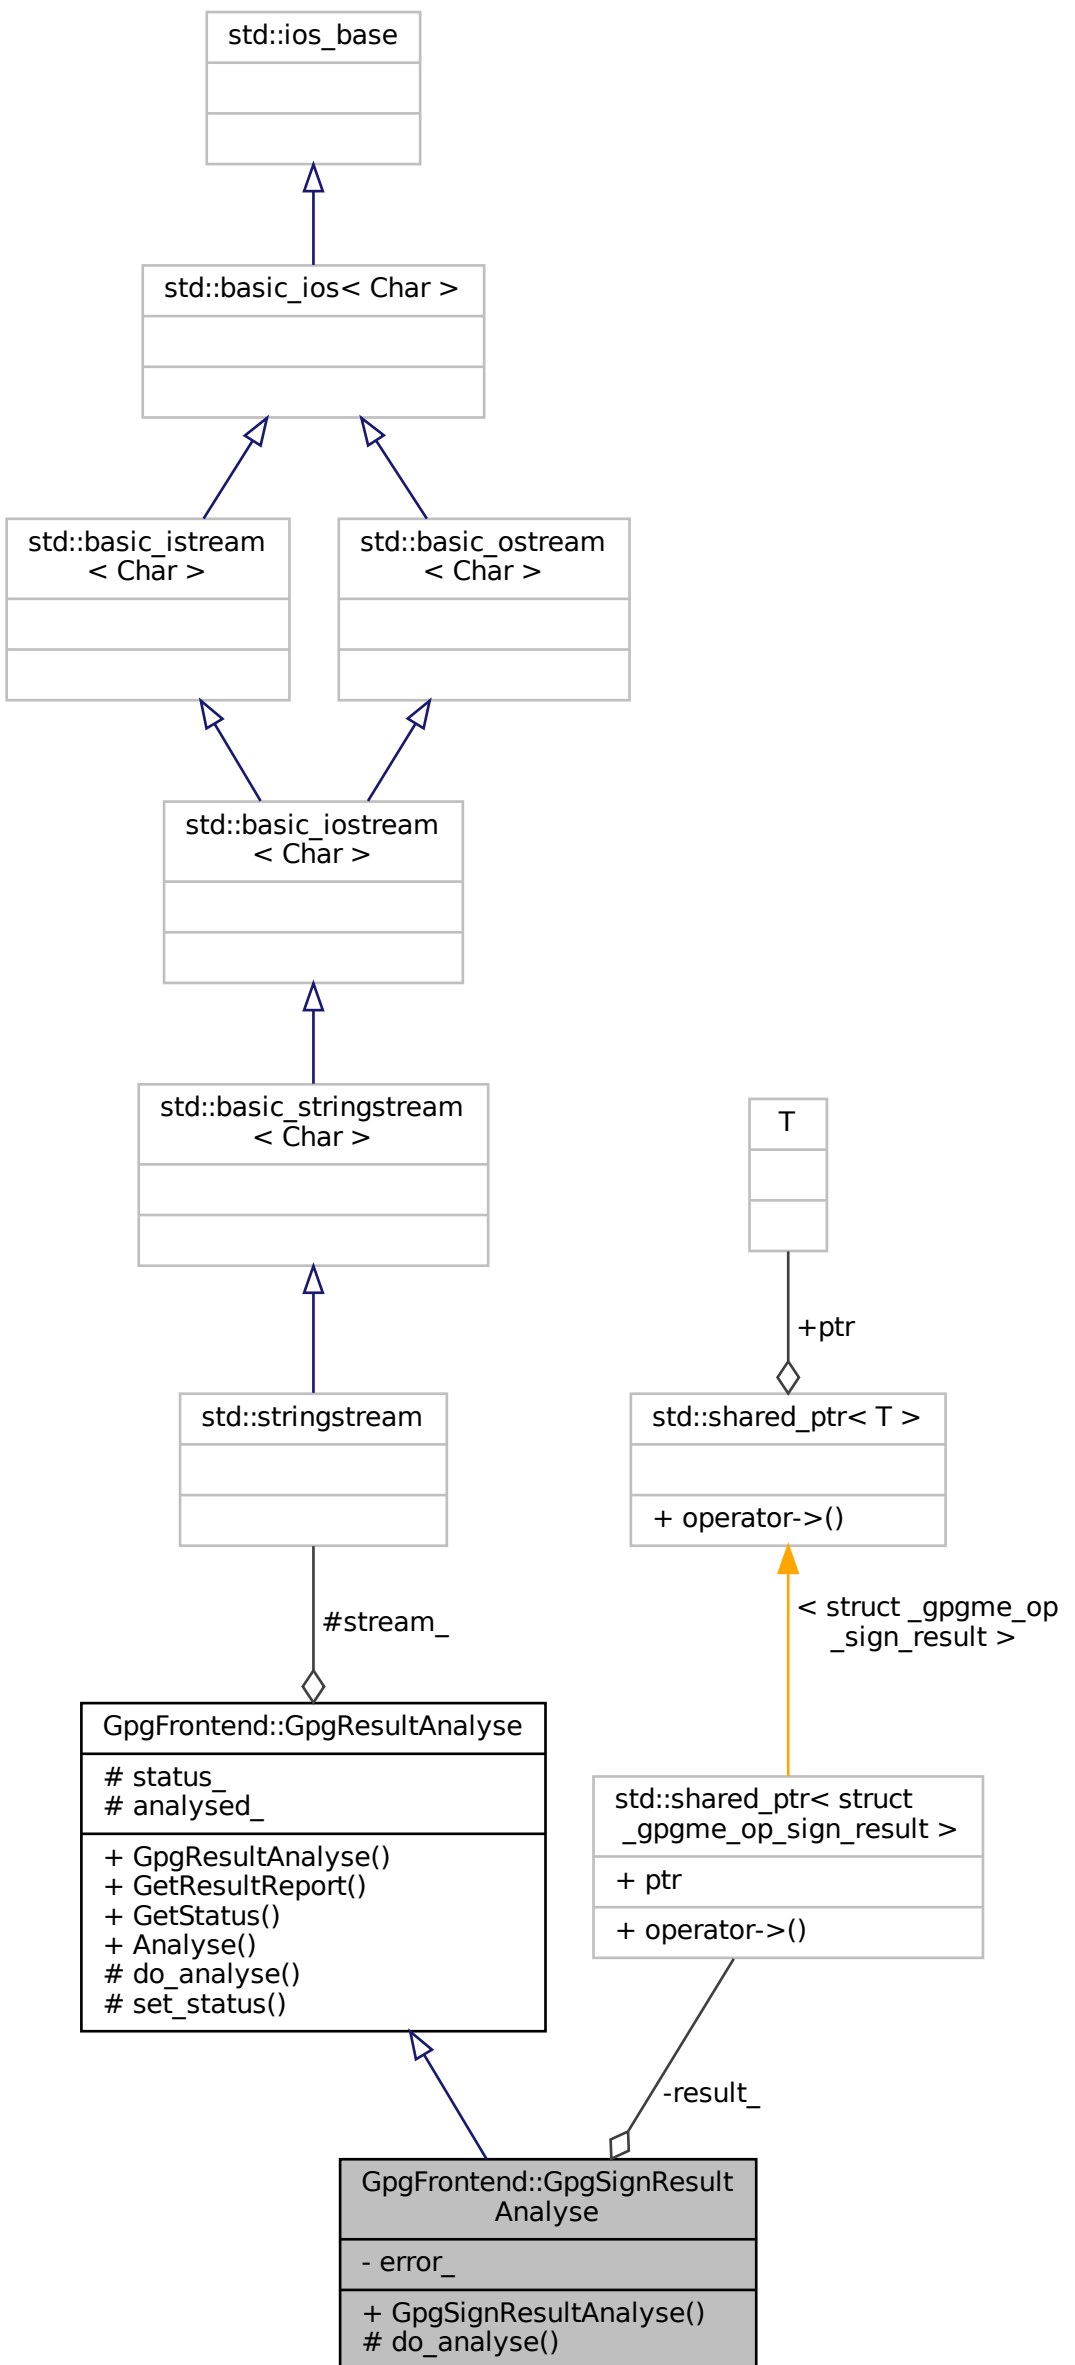 std::ios_base
std::basic_ios< Char >
std::basic_istream
< Char >
std::basic_ostream
< Char >
std::basic_iostream
< Char >
std::basic_stringstream
< Char >
T
+ptr
std::stringstream
std::shared_ptr< T >
+ operator->()
#stream_
< struct _gpgme_op
_sign_result >
GpgFrontend::GpgResultAnalyse
# status_
# analysed_
+ GpgResultAnalyse()
+ GetResultReport()
+ GetStatus()
+ Analyse()
# do_analyse()
# set_status()
std::shared_ptr< struct
_gpgme_op_sign_result >
+ ptr
+ operator->()
-result_
GpgFrontend::GpgSignResult
Analyse
- error_
+ GpgSignResultAnalyse()
# do_analyse()